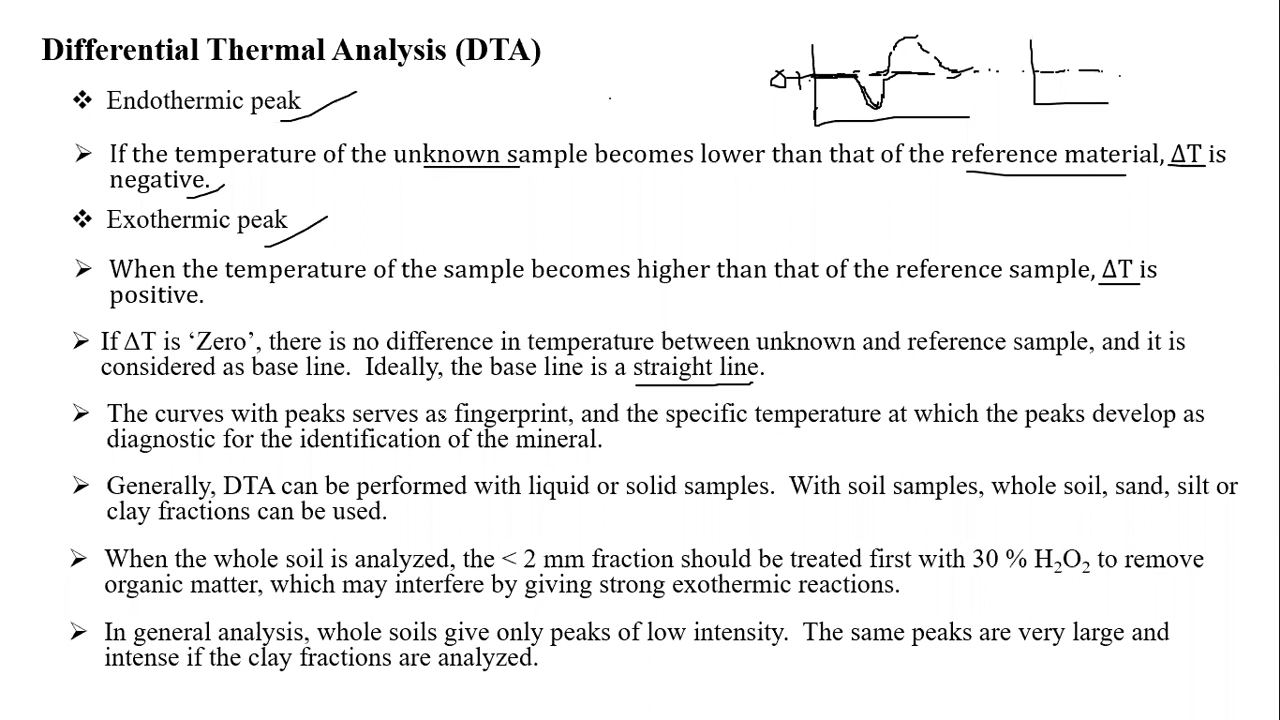 Differential Thermal Analysis (DTA)
ΔT
❖ Endothermic peak
➢ If the temperature of the unknown sample becomes lower than that of the reference material, ΔT is
negative.
❖ Exothermic peak
➢ When the temperature of the sample becomes higher than that of the reference sample, ΔT is
positive.
➢ If ΔT is ‘Zero’, there is no difference in temperature between unknown and reference sample, and it is
considered as base line. Ideally, the base line is a straight line.
➢ The curves with peaks serves as fingerprint, and the specific temperature at which the peaks develop as
diagnostic for the identification of the mineral.
➢ Generally, DTA can be performed with liquid or solid samples. With soil samples, whole soil, sand, silt or
clay fractions can be used.
➢ When the whole soil is analyzed, the < 2 mm fraction should be treated first with 30 % H₂O₂ to remove
organic matter, which may interfere by giving strong exothermic reactions.
➢ In general analysis, whole soils give only peaks of low intensity. The same peaks are very large and
intense if the clay fractions are analyzed.